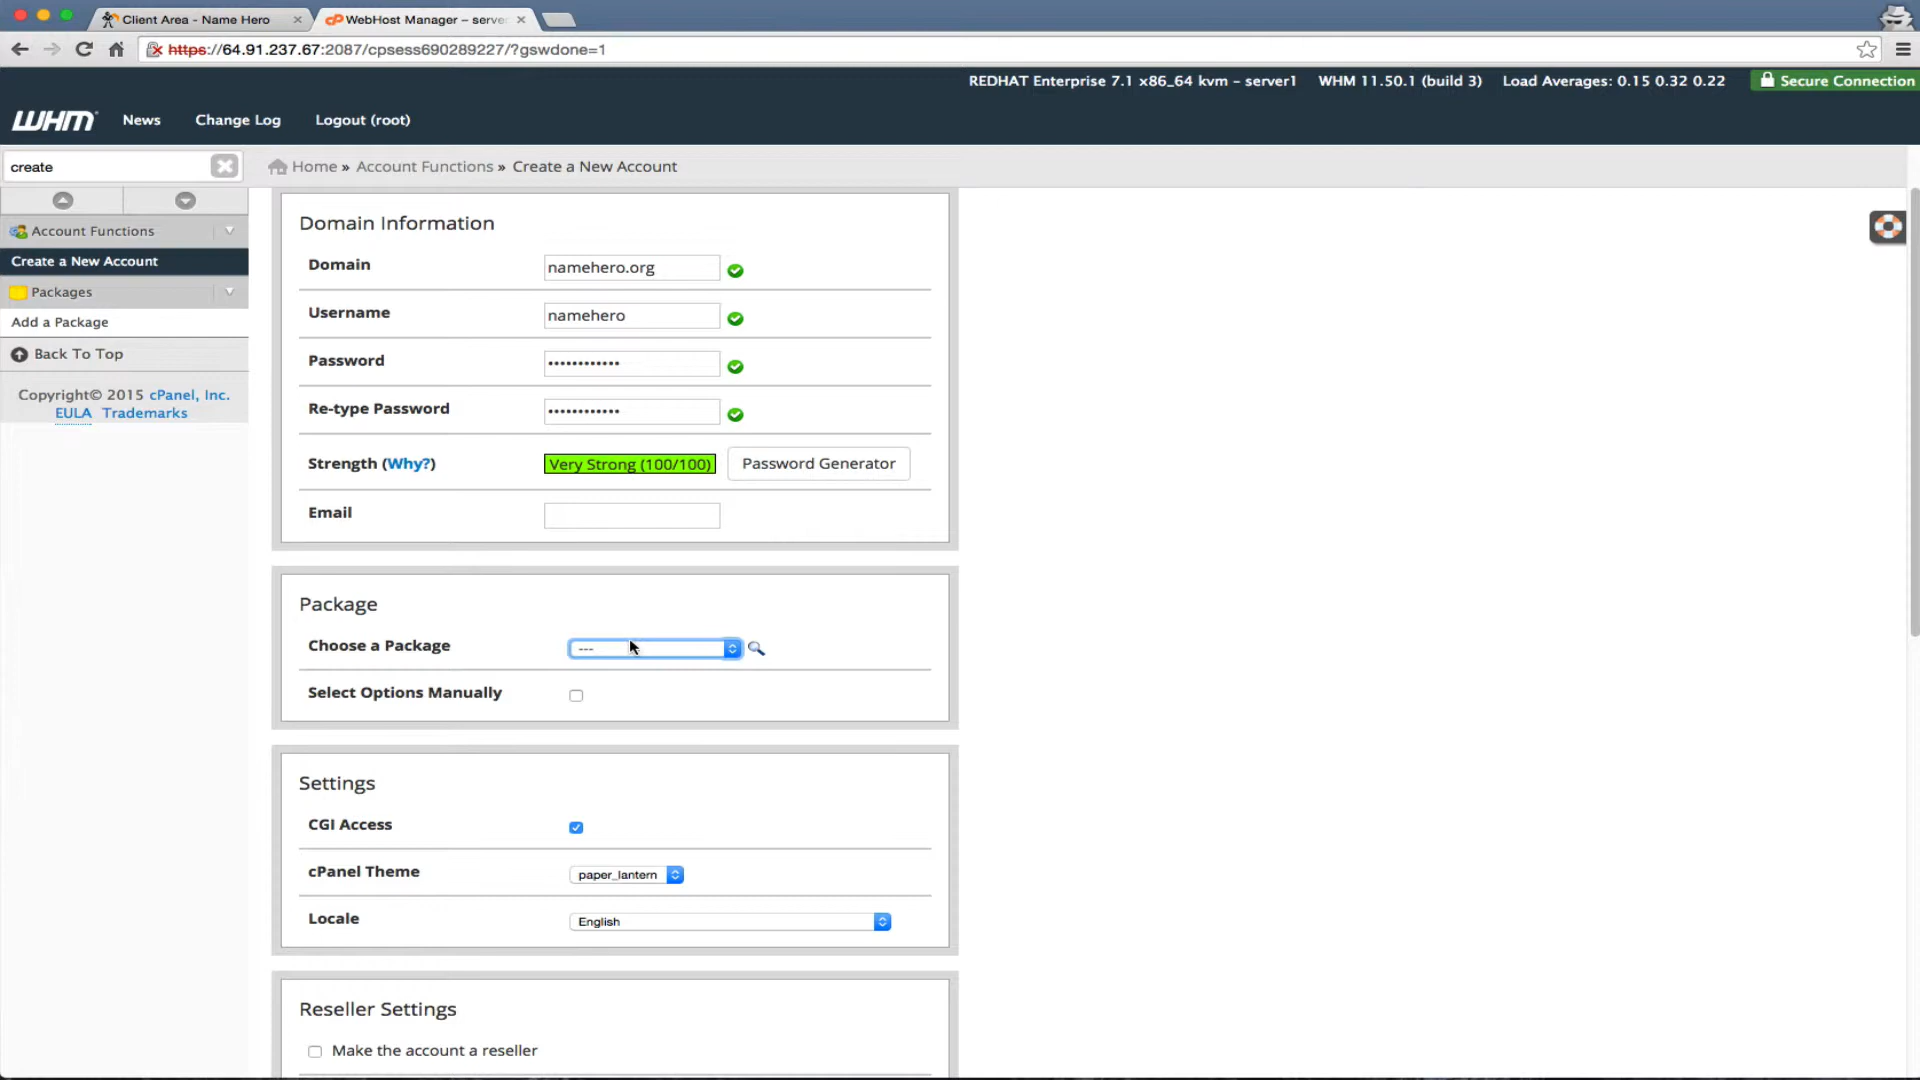 Client Area - Name Hero
WebHost Manager – serve
https://64.91.237.67:2087/cpsess690289227/?gswdone=1
REDHAT Enterprise 7.1 x86_64 kvm – server1 WHM 11.50.1 (build 3) Load Averages: 0.15 0.32 0.22 Secure Connection
WHM News Change Log Logout (root)
create
Home » Account Functions » Create a New Account
Account Functions
Create a New Account
Packages
Add a Package
Back To Top
Copyright© 2015 cPanel, Inc.
EULA Trademarks
Domain Information
Domain namehero.org
Username namehero
Password ••••••••••••
Re-type Password ••••••••••••
Strength (Why?) Very Strong (100/100) Password Generator
Email
Package
Choose a Package ---
Select Options Manually
Settings
CGI Access
cPanel Theme paper_lantern
Locale English
Reseller Settings
Make the account a reseller